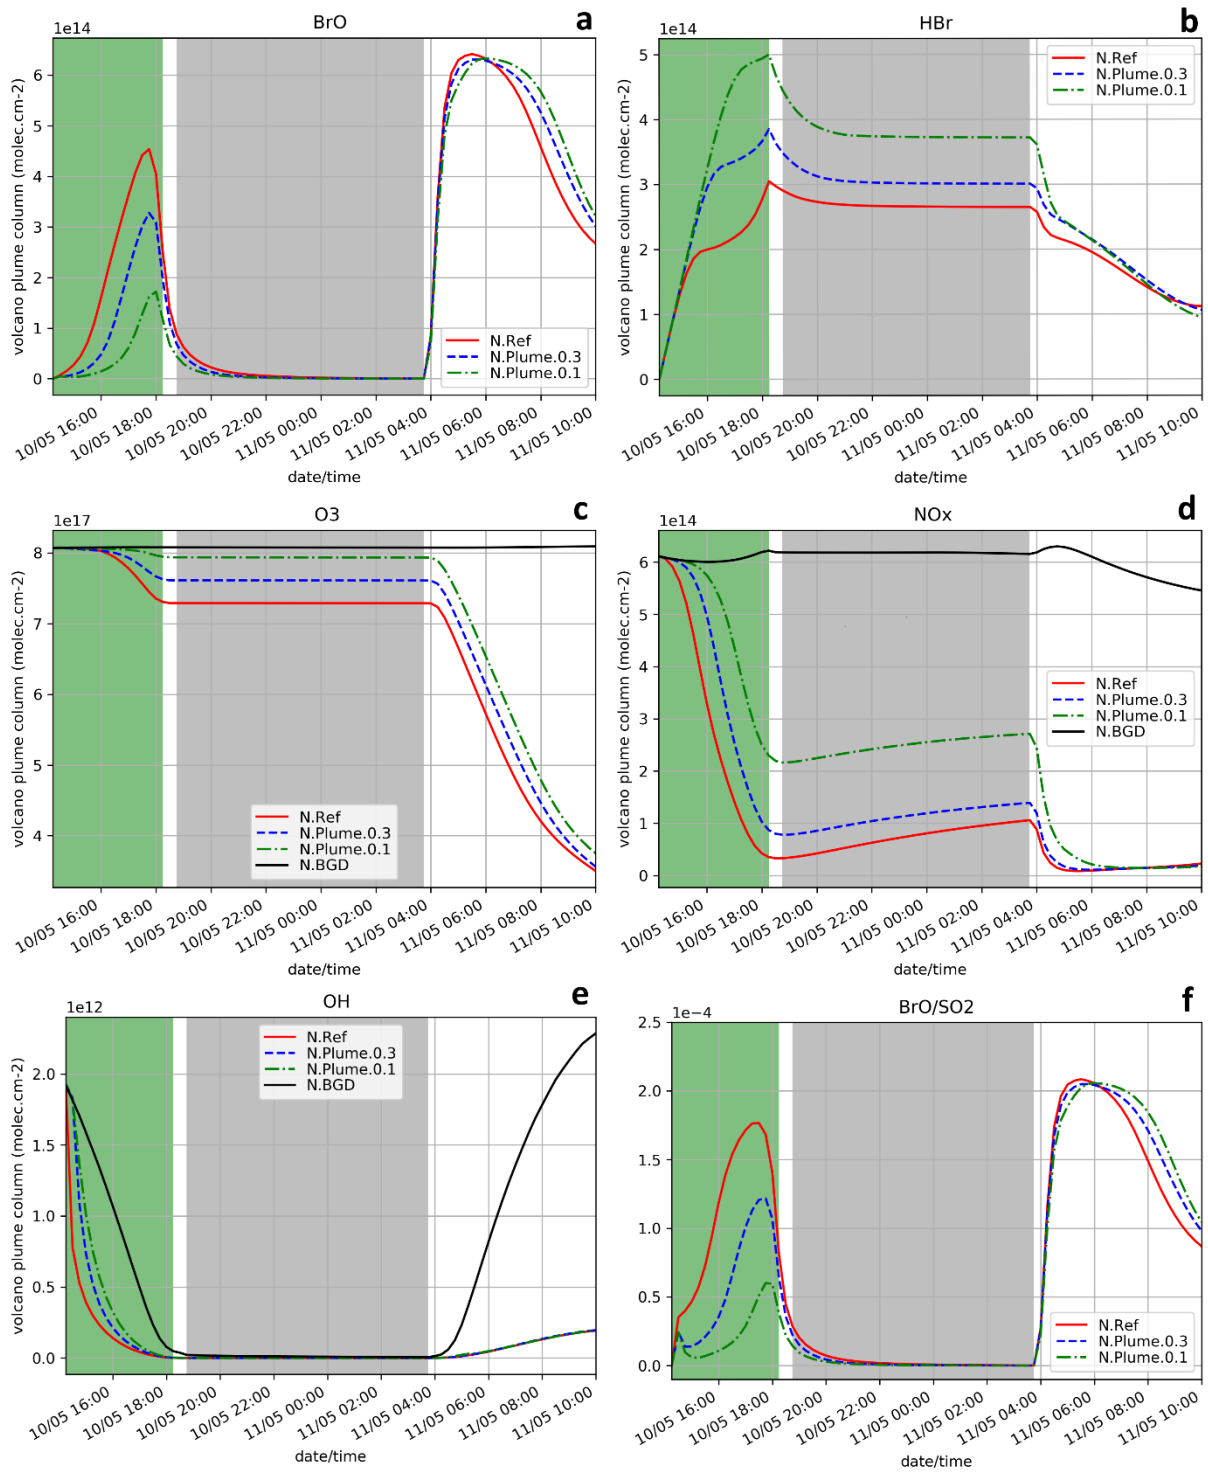 BrO
a
1e14
volcano plume column (molec.cm-2)
6
5
4
3
2
1
0
N.Ref
N.Plume.0.3
N.Plume.0.1
10/05 16:00
10/05 18:00
10/05 20:00
10/05 22:00
11/05 00:00
11/05 02:00
11/05 04:00
11/05 06:00
11/05 08:00
11/05 10:00
date/time
HBr
b
1e14
volcano plume column (molec.cm-2)
5
4
3
2
1
0
N.Ref
N.Plume.0.3
N.Plume.0.1
10/05 16:00
10/05 18:00
10/05 20:00
10/05 22:00
11/05 00:00
11/05 02:00
11/05 04:00
11/05 06:00
11/05 08:00
11/05 10:00
date/time
O3
c
1e17
volcano plume column (molec.cm-2)
8
7
6
5
4
N.Ref
N.Plume.0.3
N.Plume.0.1
N.BGD
10/05 16:00
10/05 18:00
10/05 20:00
10/05 22:00
11/05 00:00
11/05 02:00
11/05 04:00
11/05 06:00
11/05 08:00
11/05 10:00
date/time
NOx
d
1e14
volcano plume column (molec.cm-2)
6
5
4
3
2
1
0
N.Ref
N.Plume.0.3
N.Plume.0.1
N.BGD
10/05 16:00
10/05 18:00
10/05 20:00
10/05 22:00
11/05 00:00
11/05 02:00
11/05 04:00
11/05 06:00
11/05 08:00
11/05 10:00
date/time
OH
e
1e12
volcano plume column (molec.cm-2)
2.0
1.5
1.0
0.5
0.0
N.Ref
N.Plume.0.3
N.Plume.0.1
N.BGD
10/05 16:00
10/05 18:00
10/05 20:00
10/05 22:00
11/05 00:00
11/05 02:00
11/05 04:00
11/05 06:00
11/05 08:00
11/05 10:00
date/time
BrO/SO2
f
1e-4
2.5
2.0
1.5
1.0
0.5
0.0
N.Ref
N.Plume.0.3
N.Plume.0.1
10/05 16:00
10/05 18:00
10/05 20:00
10/05 22:00
11/05 00:00
11/05 02:00
11/05 04:00
11/05 06:00
11/05 08:00
11/05 10:00
date/time